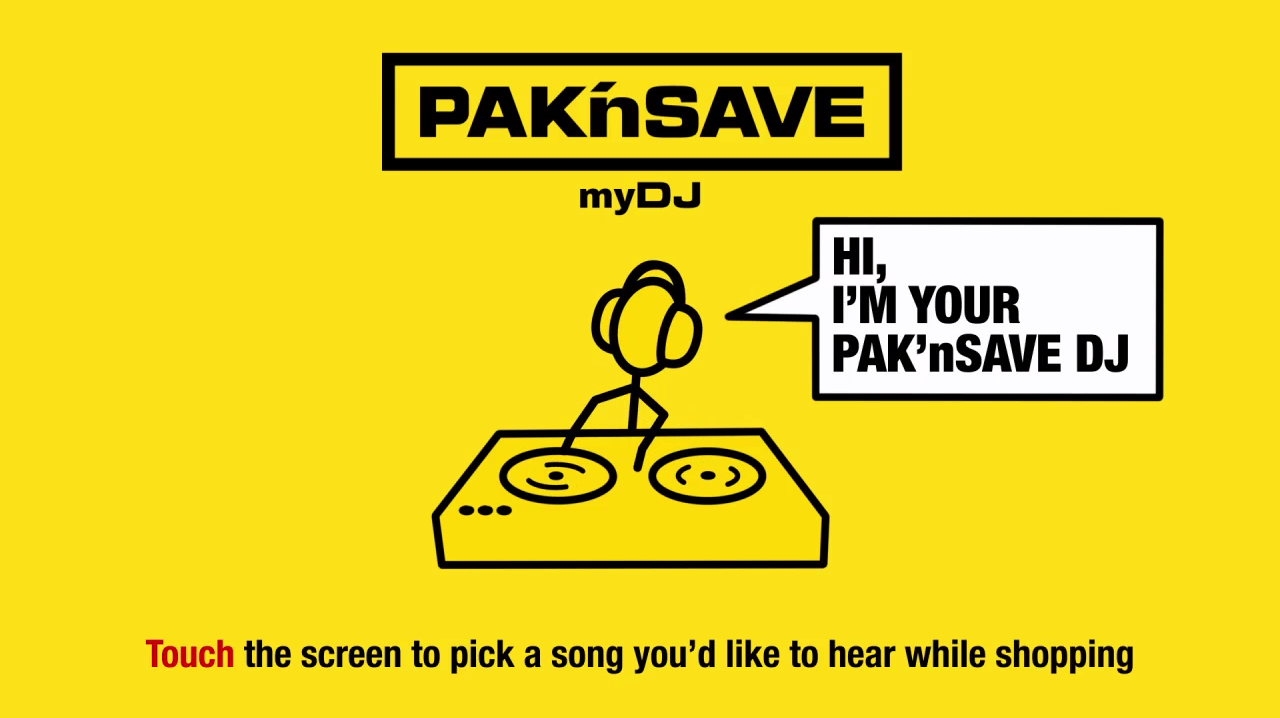 PAK'nSAVE
myDJ
HI,
I'M YOUR
PAK'nSAVE DJ
Touch the screen to pick a song you'd like to hear while shopping